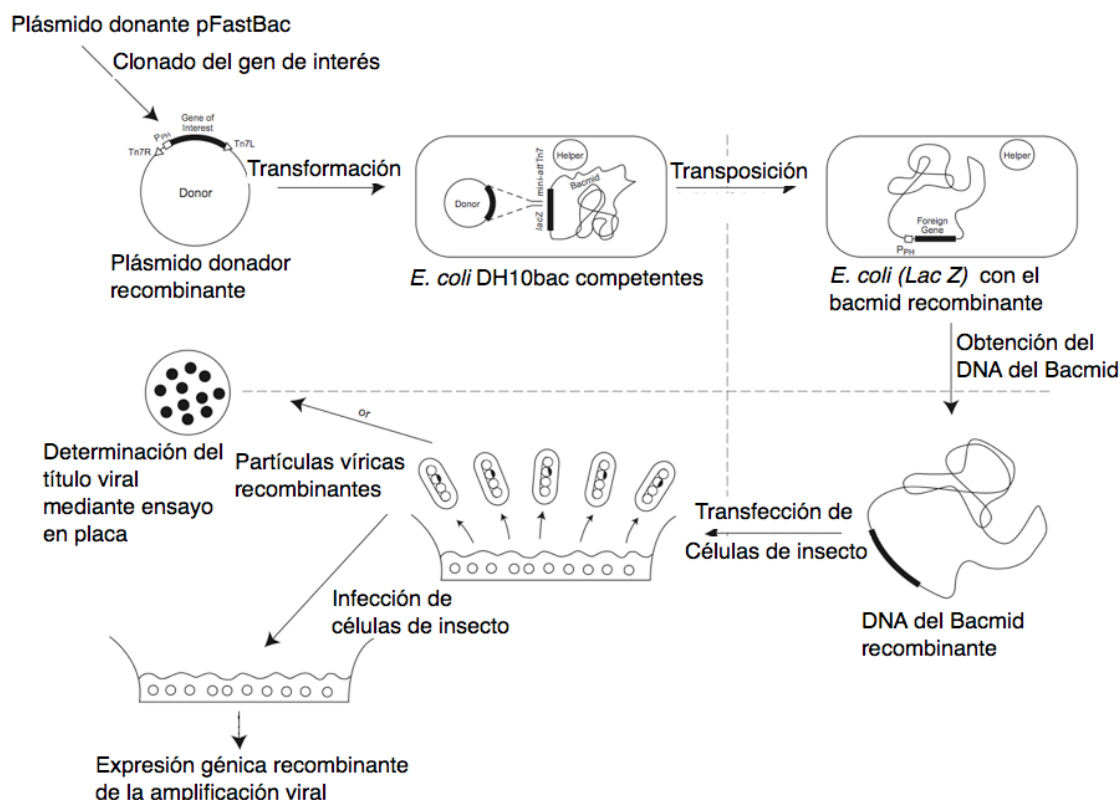 Plásmido donante pFastBac
Clonado del gen de interés
Gene of
Interest
PPH
Tn7R
Tn7L
Donor
Plásmido donador
recombinante
Transformación
Helper
Donor
mini-attTn7
lacZ
Bacmid
E. coli DH10bac competentes
Transposición
Helper
Foreign
Gene
PPH
E. coli (Lac Z) con el
bacmid recombinante
Obtención del
DNA del Bacmid
DNA del Bacmid
recombinante
Transfección de
Células de insecto
Partículas víricas
recombinantes
or
Determinación del
título viral
mediante ensayo
en placa
Infección de
células de insecto
Expresión génica recombinante
de la amplificación viral